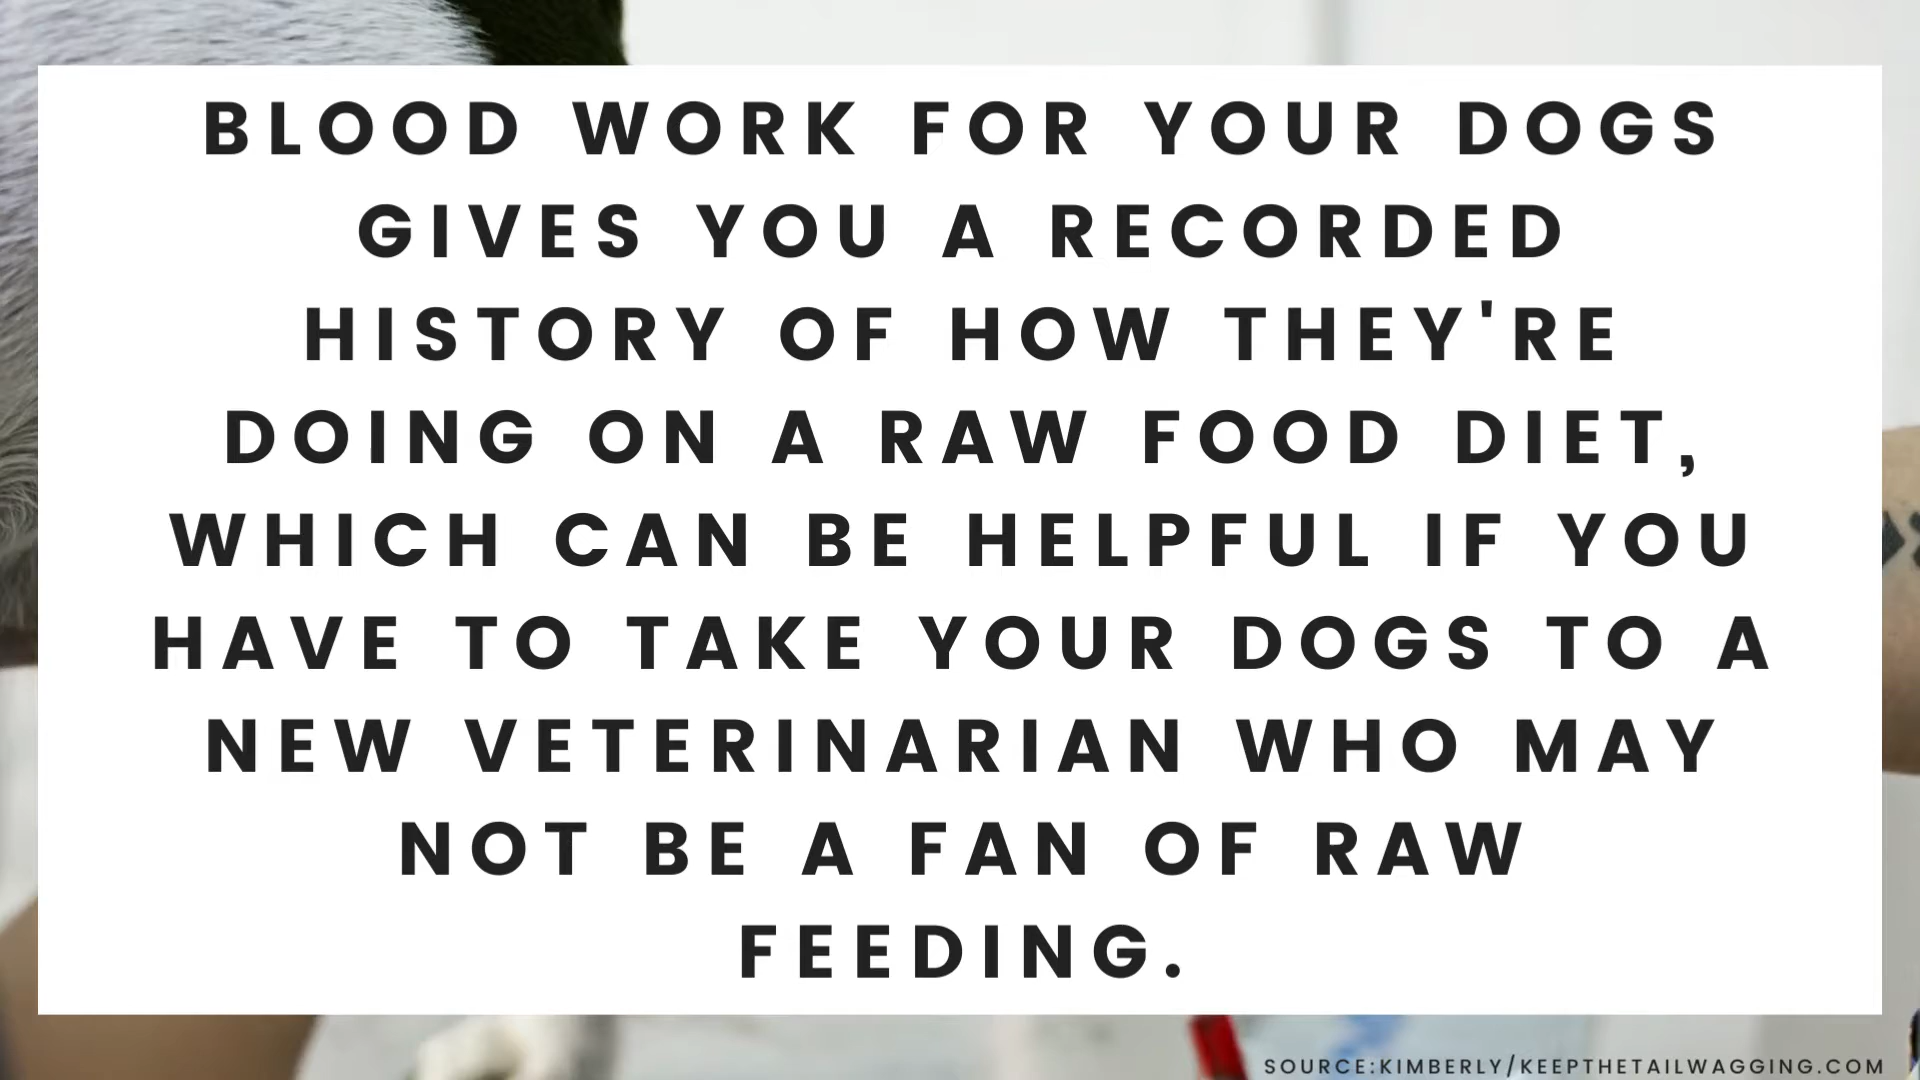 BLOOD WORK FOR YOUR DOGS
GIVES YOU A RECORDED
HISTORY OF HOW THEY'RE
DOING ON A RAW FOOD DIET,
WHICH CAN BE HELPFUL IF YOU
HAVE TO TAKE YOUR DOGS TO A
NEW VETERINARIAN WHO MAY
NOT BE A FAN OF RAW
FEEDING.
SOURCE:KIMBERLY/KEEPTHETAILWAGGING.COM